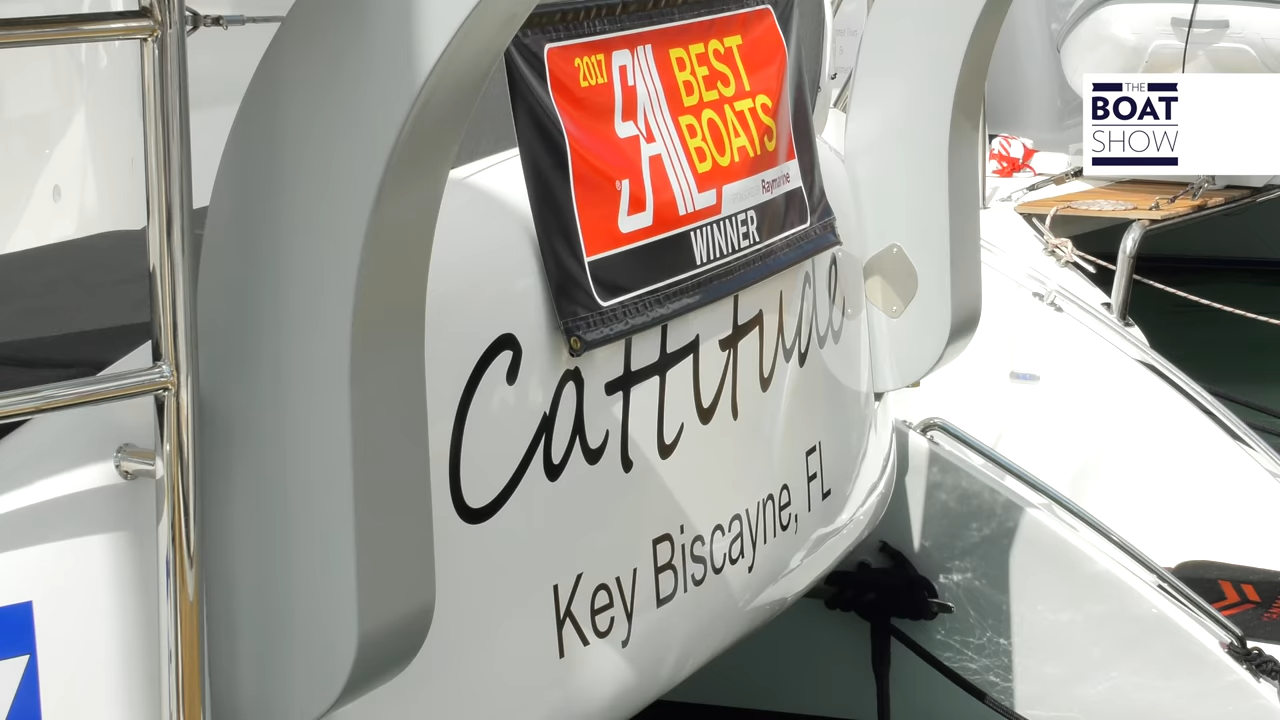 2017
SAIL
BEST
BOATS
Raymarine
WINNER
Cattitude
Key Biscayne, FL
THE
BOAT
SHOW